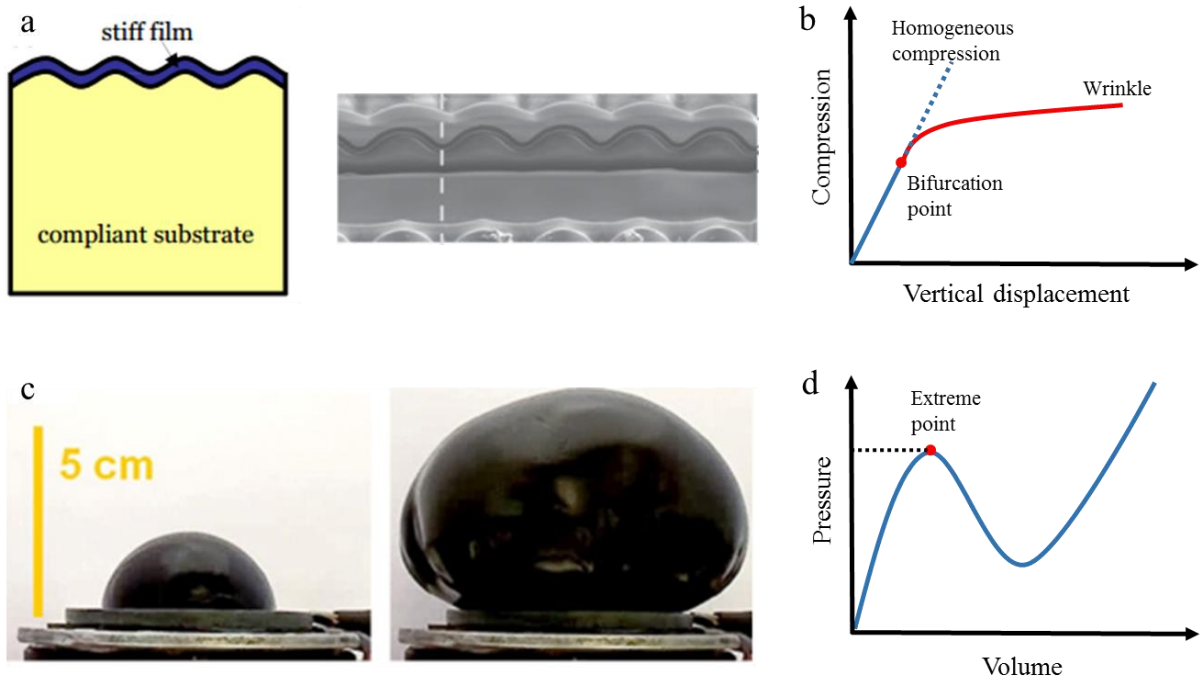 a
stiff film
compliant substrate
b
Homogeneous
compression
Wrinkle
Bifurcation
point
Compression
Vertical displacement
c
5 cm
d
Extreme
point
Pressure
Volume